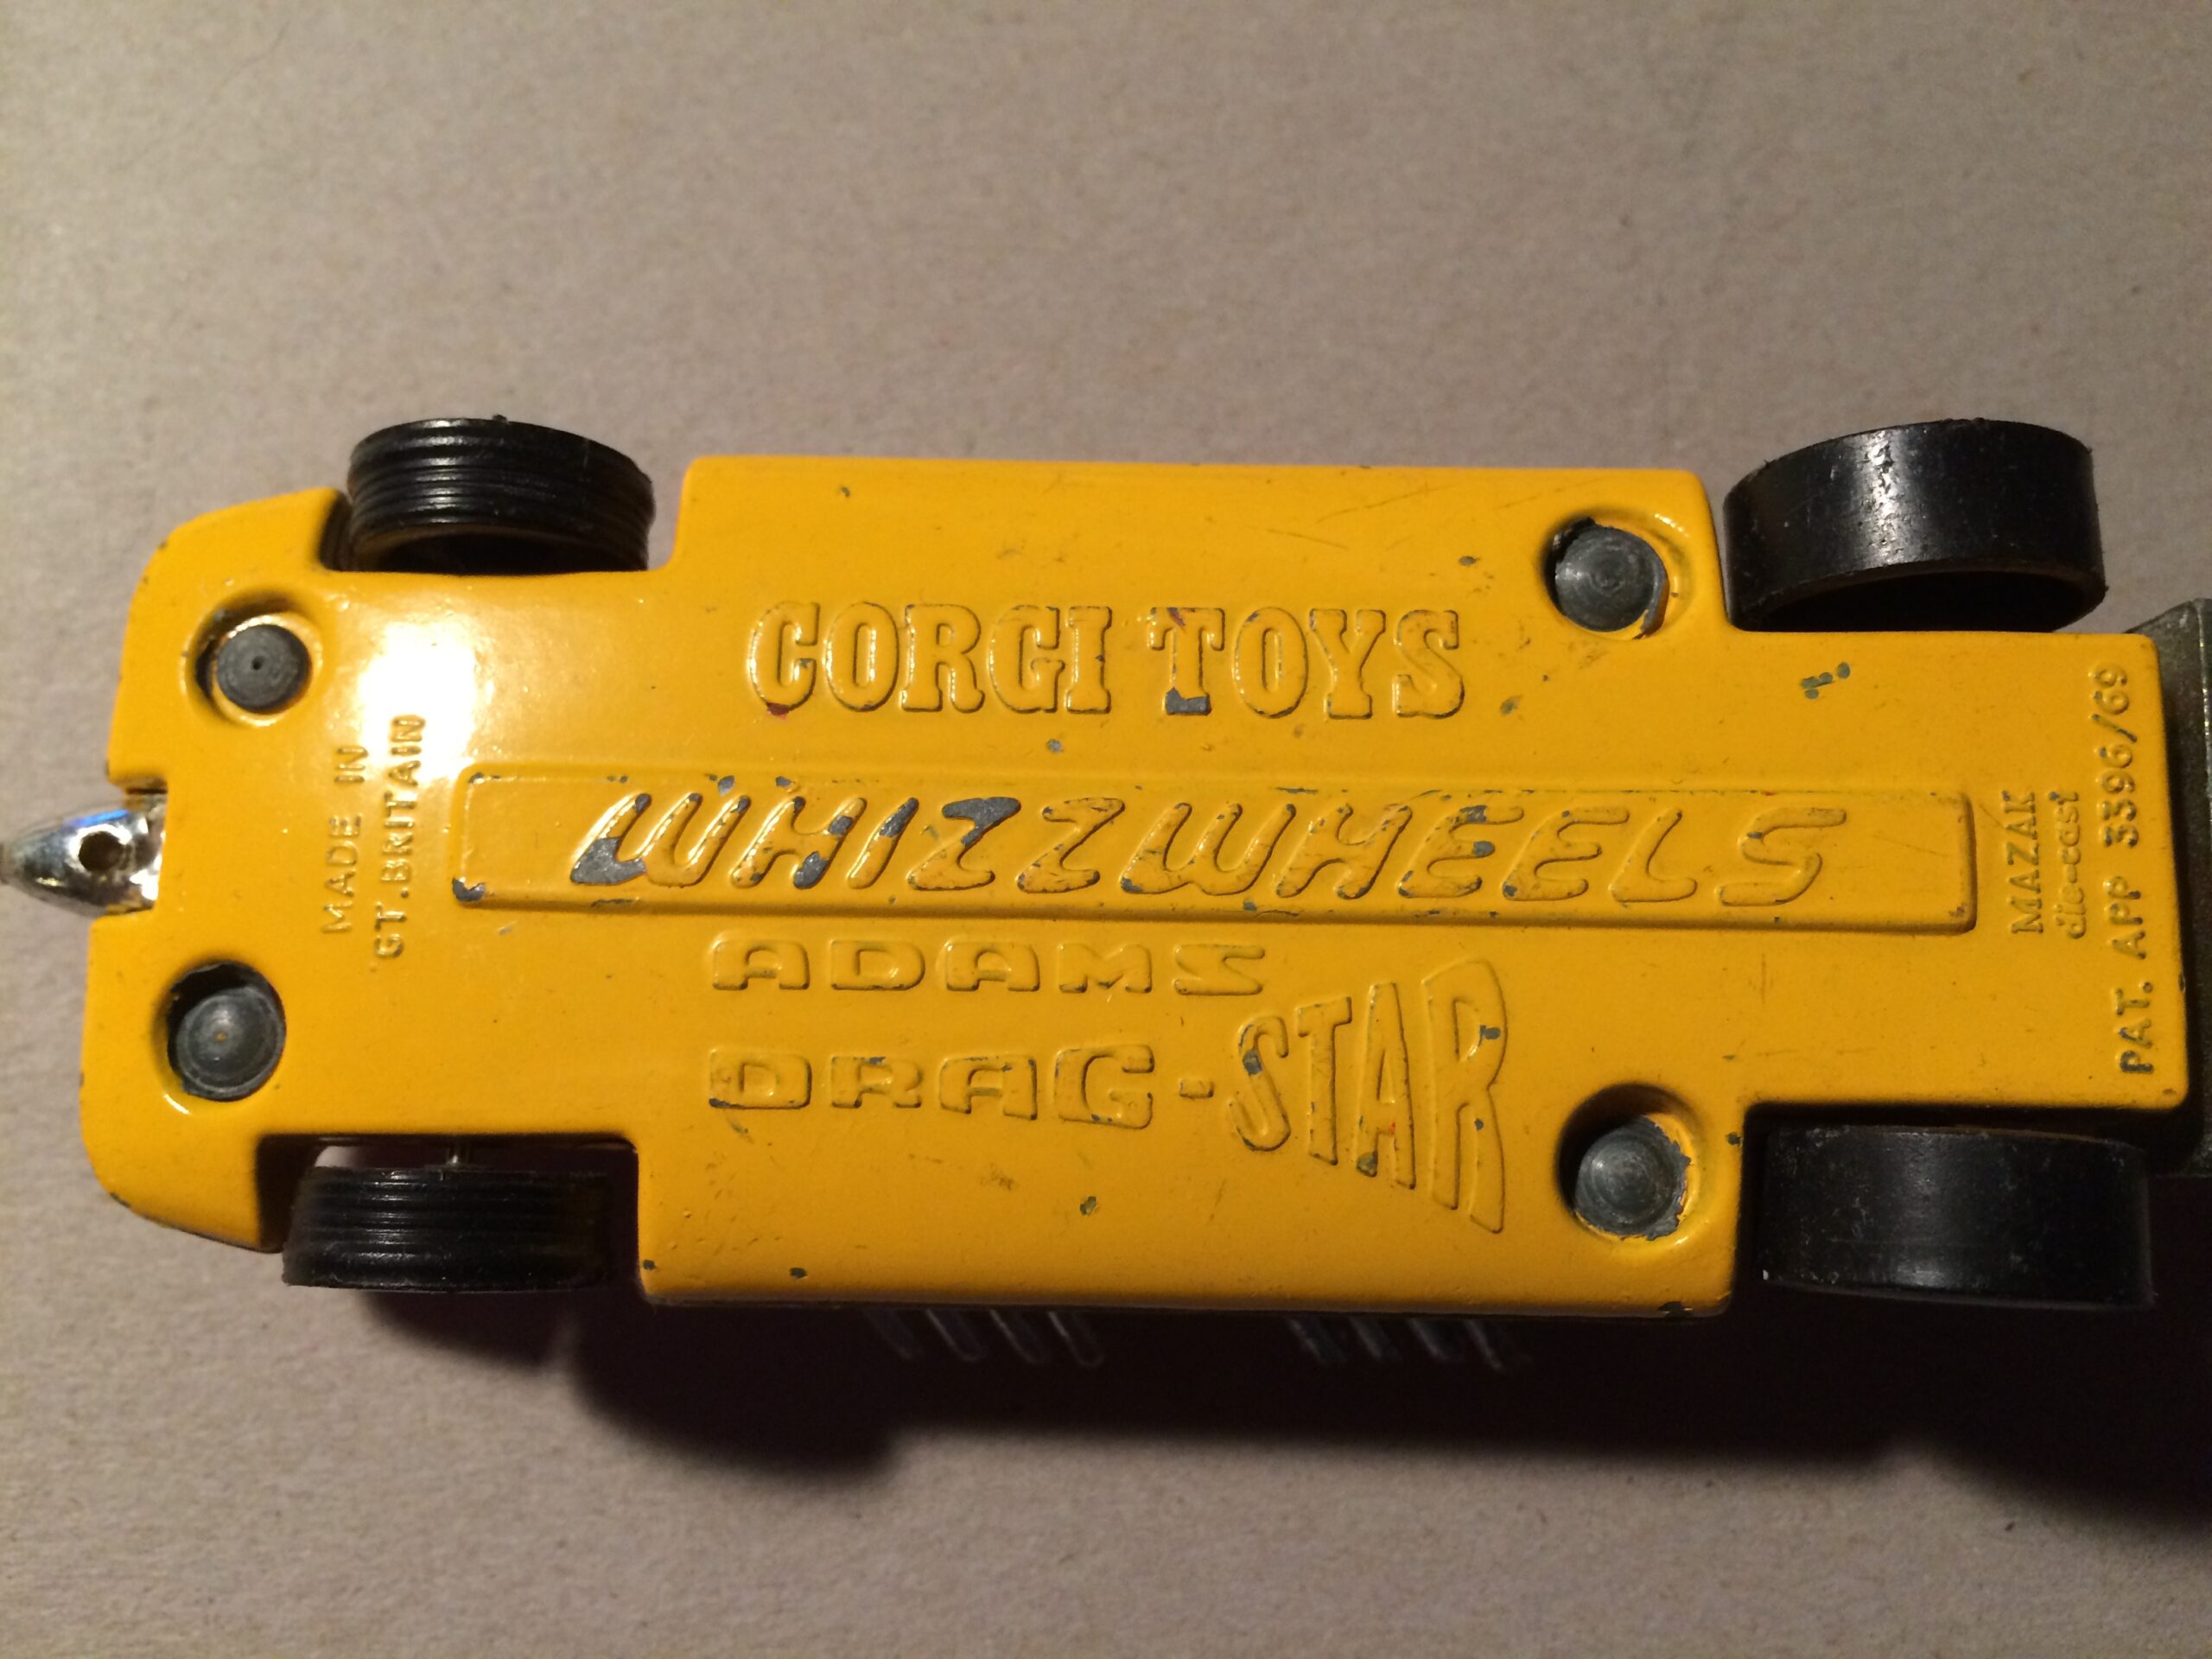 CORGI TOYS
WHIZZWHEELS
ADAMS
DRAG-STAR
MADE IN
GT. BRITAIN
MAZAK
die-cast
PAT. APP 3396/69